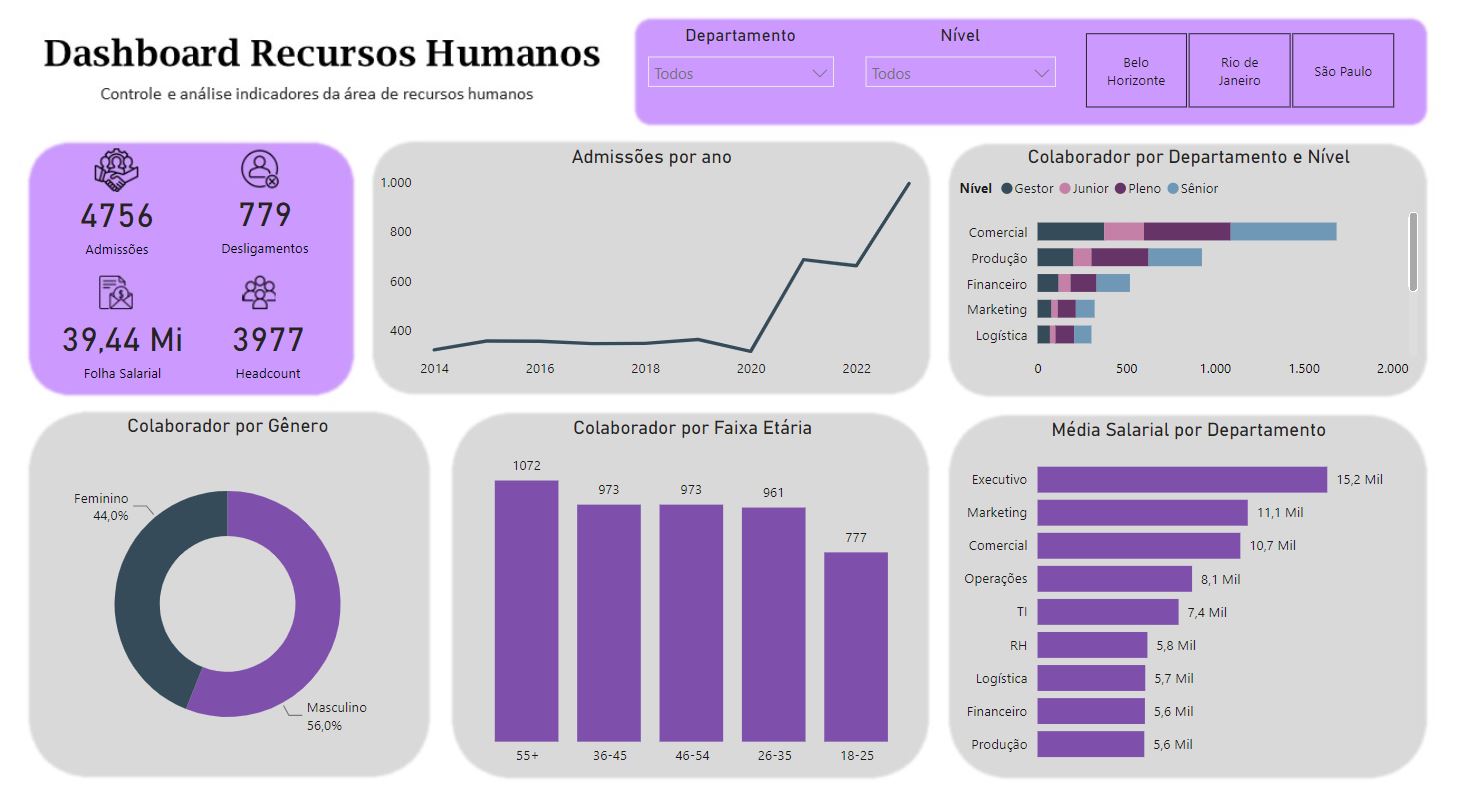 Dashboard Recursos Humanos
Controle e análise indicadores da área de recursos humanos
Departamento
Todos
Nível
Todos
Belo
Horizonte
Rio de
Janeiro
São Paulo
4756
Admissões
779
Desligamentos
39,44 Mi
Folha Salarial
3977
Headcount
Admissões por ano
1.000
800
600
400
2014 2016 2018 2020 2022
Colaborador por Departamento e Nível
Nível Gestor Junior Pleno Sênior
Comercial
Produção
Financeiro
Marketing
Logística
0 500 1.000 1.500 2.000
Colaborador por Gênero
Feminino
44,0%
Masculino
56,0%
Colaborador por Faixa Etária
1072 973 973 961 777
55+ 36-45 46-54 26-35 18-25
Média Salarial por Departamento
Executivo 15,2 Mil
Marketing 11,1 Mil
Comercial 10,7 Mil
Operações 8,1 Mil
TI 7,4 Mil
RH 5,8 Mil
Logística 5,7 Mil
Financeiro 5,6 Mil
Produção 5,6 Mil